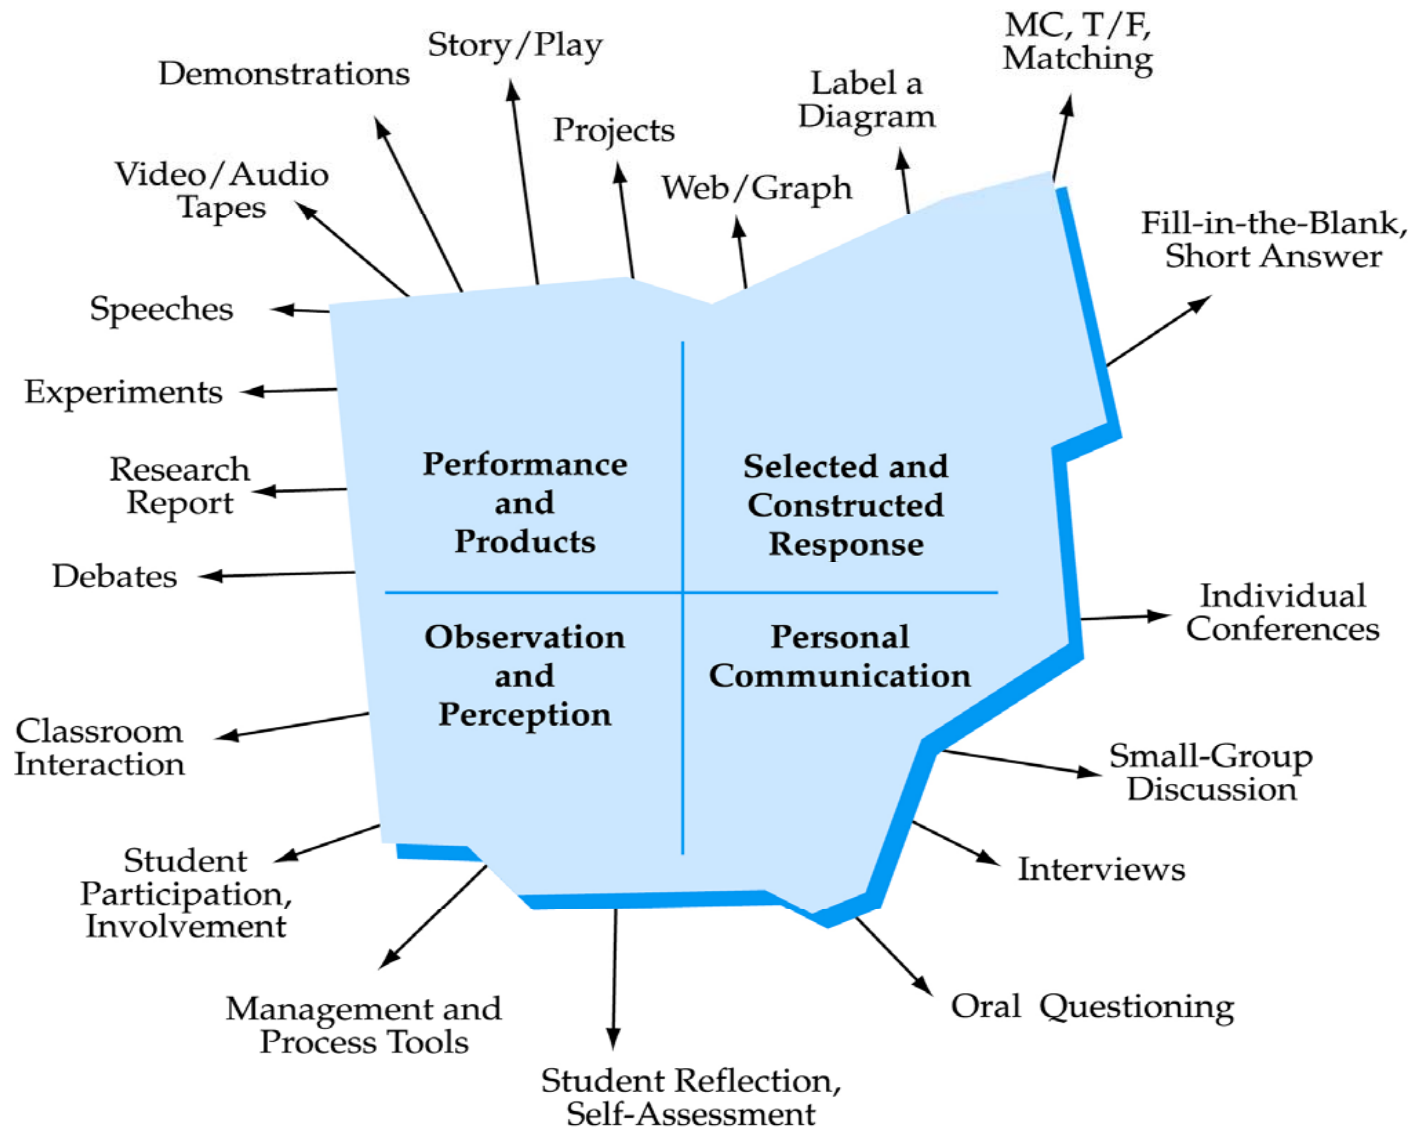 MC, T/F,
Matching
Story/Play
Demonstrations
Label a
Diagram
Projects
Video/Audio
Tapes
Web/Graph
Fill-in-the-Blank,
Short Answer
Speeches
Experiments
Research
Report
Debates
Performance
and
Products
Selected and
Constructed
Response
Observation
and
Perception
Personal
Communication
Individual
Conferences
Classroom
Interaction
Small-Group
Discussion
Student
Participation,
Involvement
Interviews
Management and
Process Tools
Oral Questioning
Student Reflection,
Self-Assessment